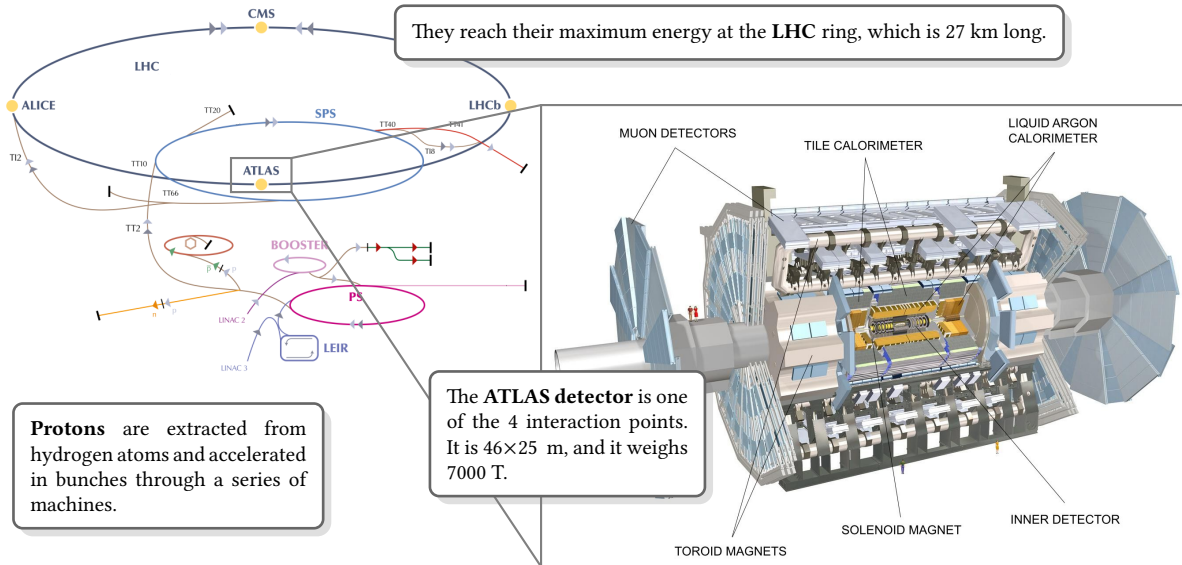 CMS
They reach their maximum energy at the LHC ring, which is 27 km long.
LHC
ALICE
TT20
SPS
TT40
TT41
LHCb
TI8
TI2
TT10
ATLAS
TT66
TT2
BOOSTER
p
p
PS
n
p
LINAC 2
LEIR
LINAC 3
MUON DETECTORS
TILE CALORIMETER
LIQUID ARGON
CALORIMETER
The ATLAS detector is one
of the 4 interaction points.
It is 46×25 m, and it weighs
7000 T.
Protons are extracted from
hydrogen atoms and accelerated
in bunches through a series of
machines.
TOROID MAGNETS
SOLENOID MAGNET
INNER DETECTOR